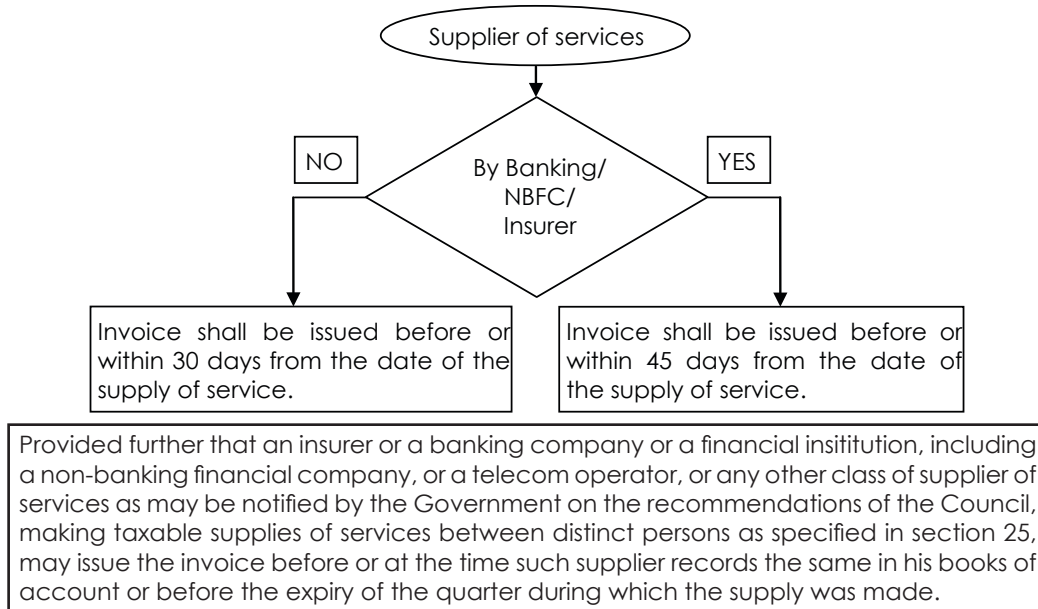 Supplier of services
NO
By Banking/
NBFC/
Insurer
YES
Invoice shall be issued before or
within 30 days from the date of the
supply of service.
Invoice shall be issued before or
within 45 days from the date of
the supply of service.
Provided further that an insurer or a banking company or a financial insititution, including
a non-banking financial company, or a telecom operator, or any other class of supplier of
services as may be notified by the Government on the recommendations of the Council,
making taxable supplies of services between distinct persons as specified in section 25,
may issue the invoice before or at the time such supplier records the same in his books of
account or before the expiry of the quarter during which the supply was made.